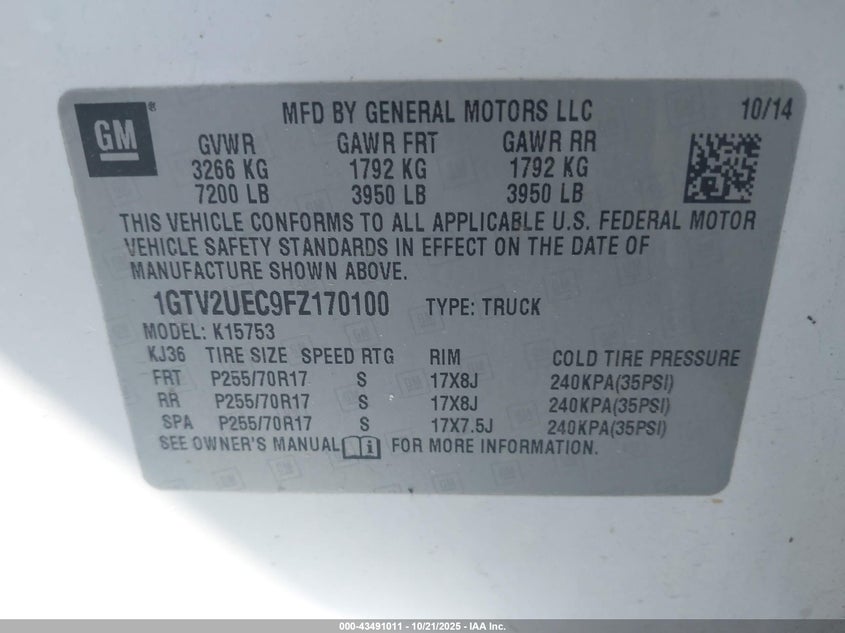 GM® MFD BY GENERAL MOTORS LLC 10/14
GVWR GAWR FRT GAWR RR
3266 KG 1792 KG 1792 KG
7200 LB 3950 LB 3950 LB
THIS VEHICLE CONFORMS TO ALL APPLICABLE U.S. FEDERAL MOTOR
VEHICLE SAFETY STANDARDS IN EFFECT ON THE DATE OF
MANUFACTURE SHOWN ABOVE.
1GTV2UEC9FZ170100 TYPE: TRUCK
MODEL: K15753
KJ36 TIRE SIZE SPEED RTG RIM COLD TIRE PRESSURE
FRT P255/70R17 S 17X8J 240KPA(35PSI)
RR P255/70R17 S 17X8J 240KPA(35PSI)
SPA P255/70R17 S 17X7.5J 240KPA(35PSI)
SEE OWNER'S MANUAL i FOR MORE INFORMATION.
000-43491011 - 10/21/2025 - IAA Inc.